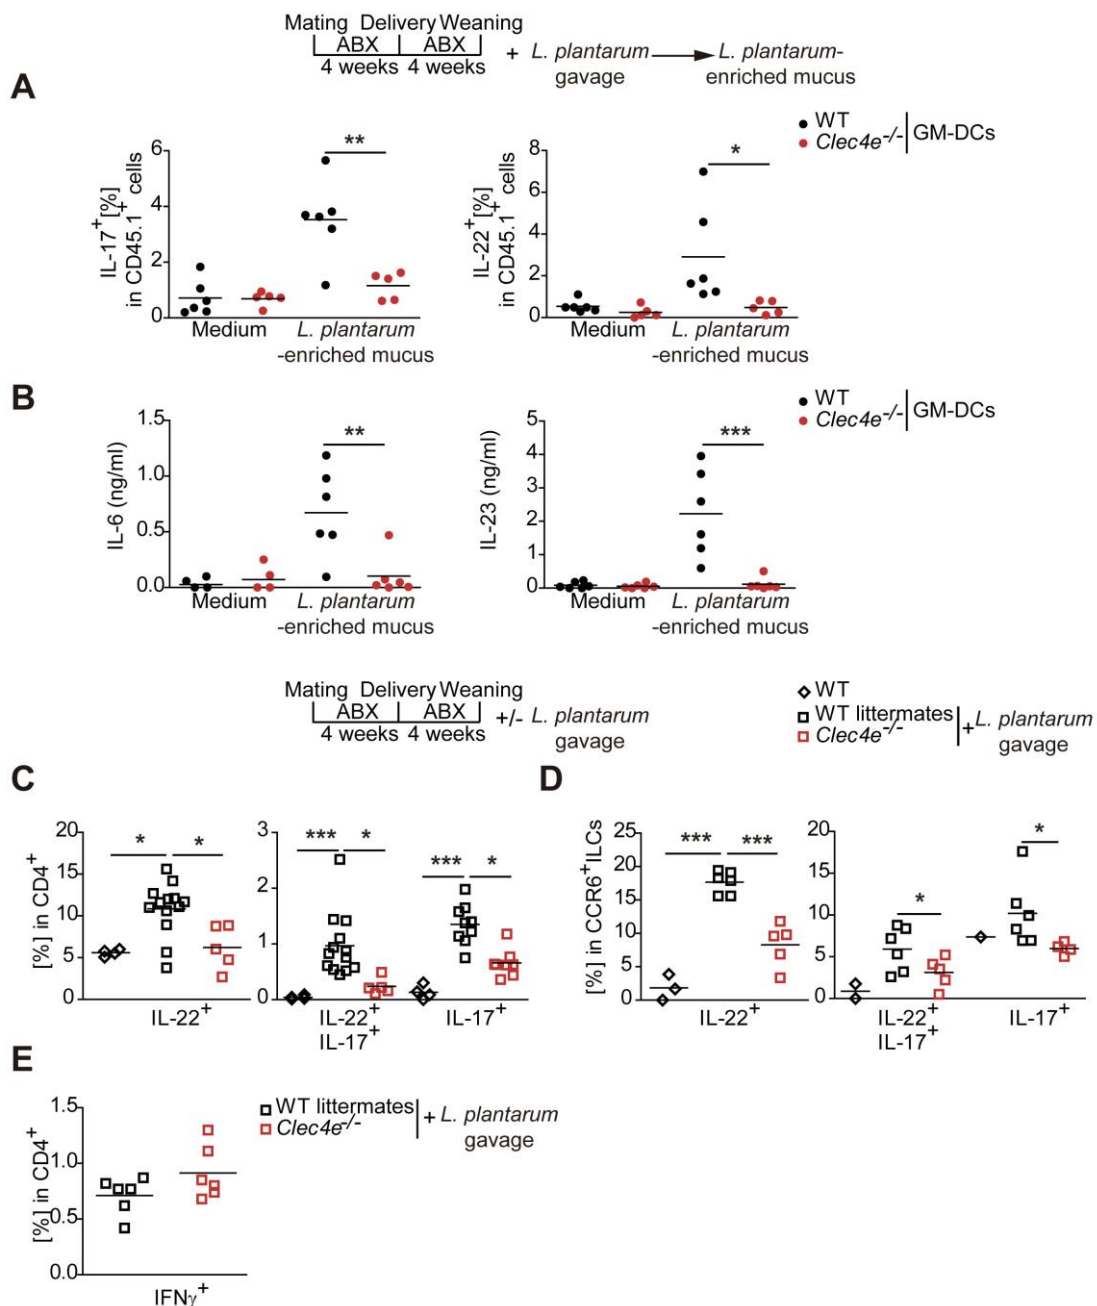 Mating Delivery Weaning
ABX ABX
4 weeks 4 weeks
+ L. plantarum gavage
L. plantarum-
enriched mucus
A
WT
Clec4e-/-
GM-DCs
IL-17+[%]
in CD45.1+ cells
6
4
2
0
**
Medium
L. plantarum
-enriched mucus
IL-22+[%]
in CD45.1+ cells
8
6
4
2
0
*
Medium
L. plantarum
-enriched mucus
B
WT
Clec4e-/-
GM-DCs
IL-6 (ng/ml)
1.5
1.0
0.5
0.0
**
Medium
L. plantarum
-enriched mucus
IL-23 (ng/ml)
5
4
3
2
1
0
***
Medium
L. plantarum
-enriched mucus
Mating Delivery Weaning
ABX ABX
4 weeks 4 weeks
+/- L. plantarum
gavage
WT
WT littermates
Clec4e-/-
+L. plantarum
gavage
C
[%] in CD4+
20
15
10
5
0
* *
IL-22+
3
2
1
0
*** *
*** *
IL-22+
IL-17+
IL-17+
D
[%] in CCR6+ILCs
25
20
15
10
5
0
*** ***
IL-22+
20
15
10
5
0
*
*
IL-22+
IL-17+
IL-17+
E
WT littermates
Clec4e-/-
+ L. plantarum
gavage
[%] in CD4+
1.5
1.0
0.5
0.0
IFNγ+